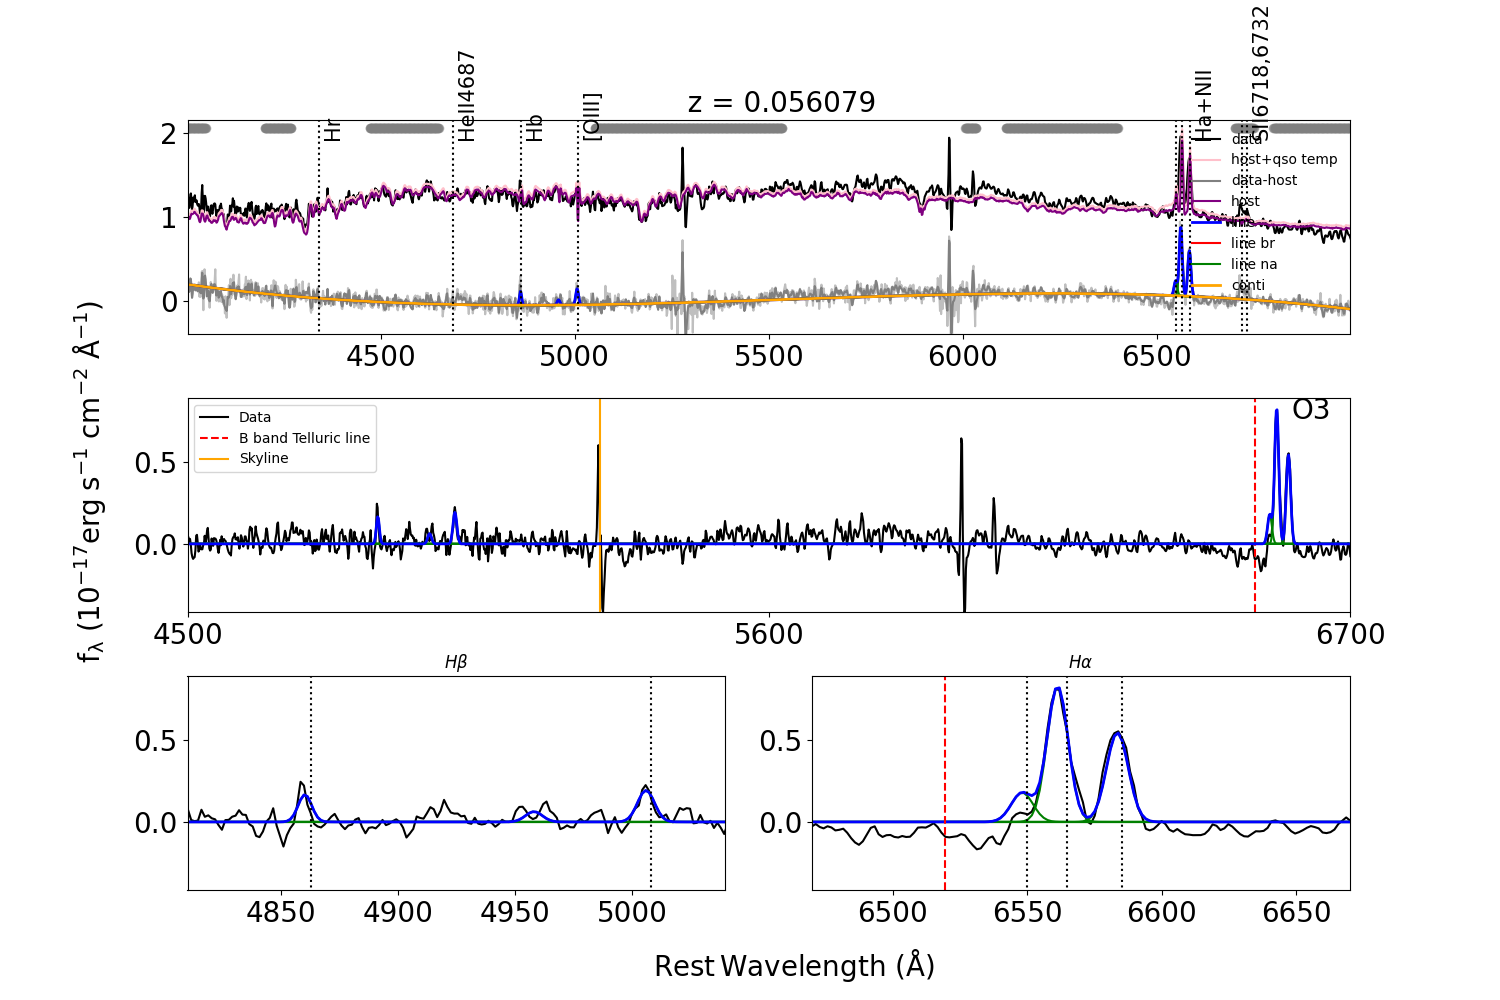 z = 0.056079
Hr
HeII4687
Hb
[OIII]
Ha+NII
SII6718,6732
2
1
0
data
host+qso temp
data-host
host
line br
line na
conti
4500 5000 5500 6000 6500
f_λ (10⁻¹⁷erg s⁻¹ cm⁻² Å⁻¹)
Data
B band Telluric line
Skyline
O3
0.5
0.0
4500 5600 6700
Hβ
0.5
0.0
4850 4900 4950 5000
Hα
0.5
0.0
6500 6550 6600 6650
Rest Wavelength (Å)